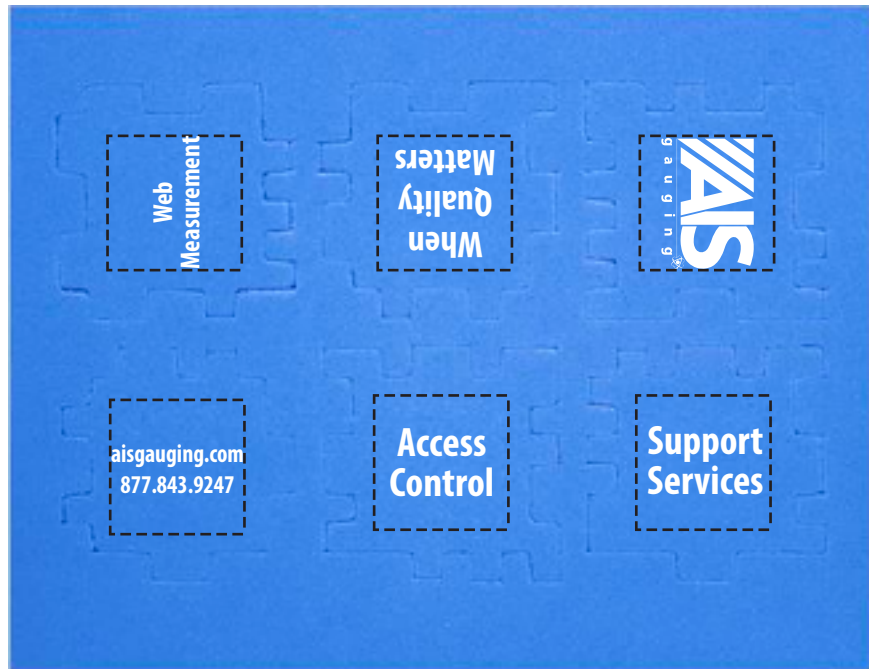 Web
Measurement
When
Quality
Matters
AIS
gauging
aisgauging.com
877.843.9247
Access
Control
Support
Services